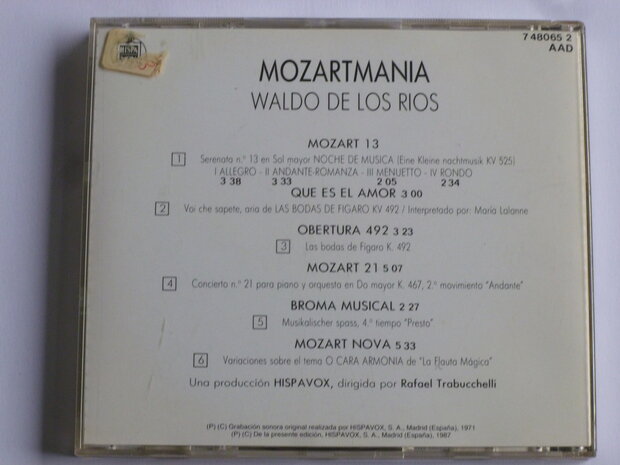 HISPA
7 48065 2
AAD
MOZARTMANIA
WALDO DE LOS RIOS
MOZART 13
1 Serenata n.º 13 en Sol mayor NOCHE DE MUSICA (Eine Kleine nachtmusik KV 525)
I ALLEGRO - II ANDANTE-ROMANZA - III MENUETTO - IV RONDO
3 38 3 33 2 05 2 34
QUE ES EL AMOR 3 00
2 Voi che sapete, aria de LAS BODAS DE FIGARO KV 492 / Interpretado por: María Lalanne
OBERTURA 492 3 23
3 Las bodas de Fígaro K. 492
MOZART 21 5 07
4 Concierto n.º 21 para piano y orquesta en Do mayor K. 467, 2.º movimiento "Andante"
BROMA MUSICAL 2 27
5 Musikalischer spass, 4.º tiempo "Presto"
MOZART NOVA 5 33
6 Variaciones sobre el tema O CARA ARMONIA de "La Flauta Mágica"
Una producción HISPAVOX, dirigida por Rafael Trabucchelli
(P) (C) Grabación sonora original realizada por HISPAVOX, S. A., Madrid (España), 1971
(P) (C) De la presente edición, HISPAVOX, S. A., Madrid (España), 1987